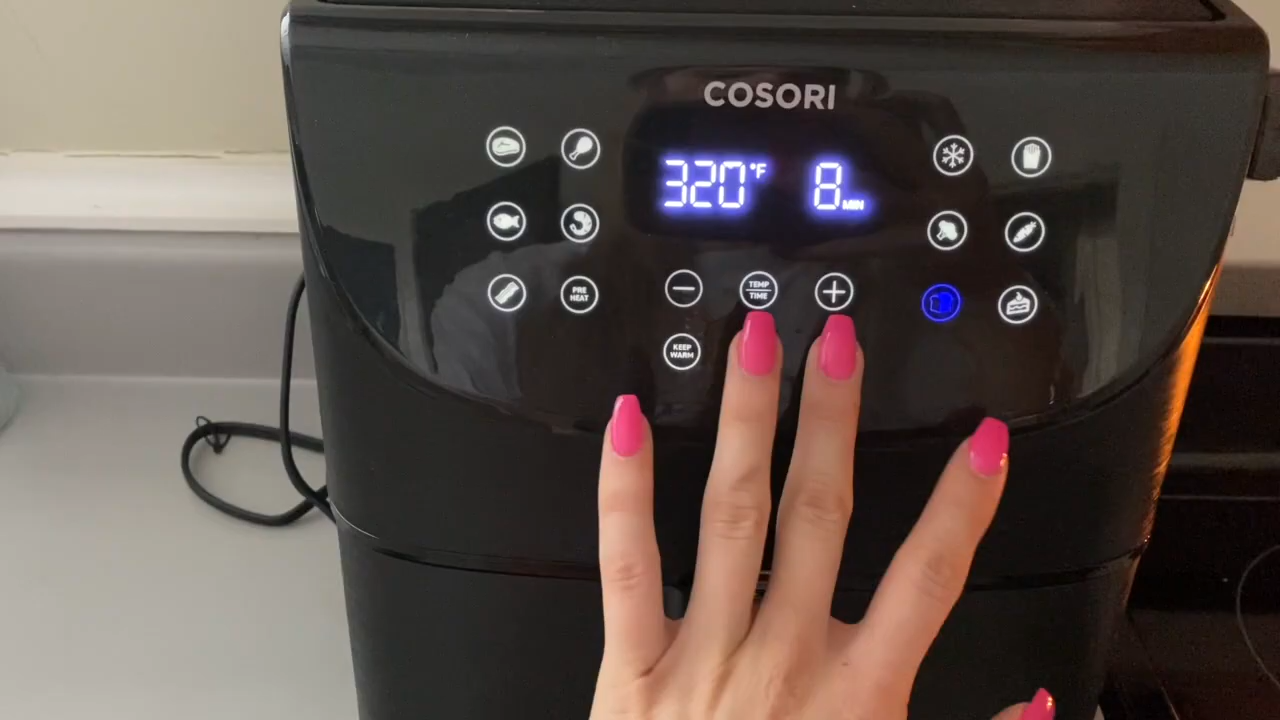 COSORI
320°F 8 MIN
PRE
HEAT
TEMP
TIME
KEEP
WARM